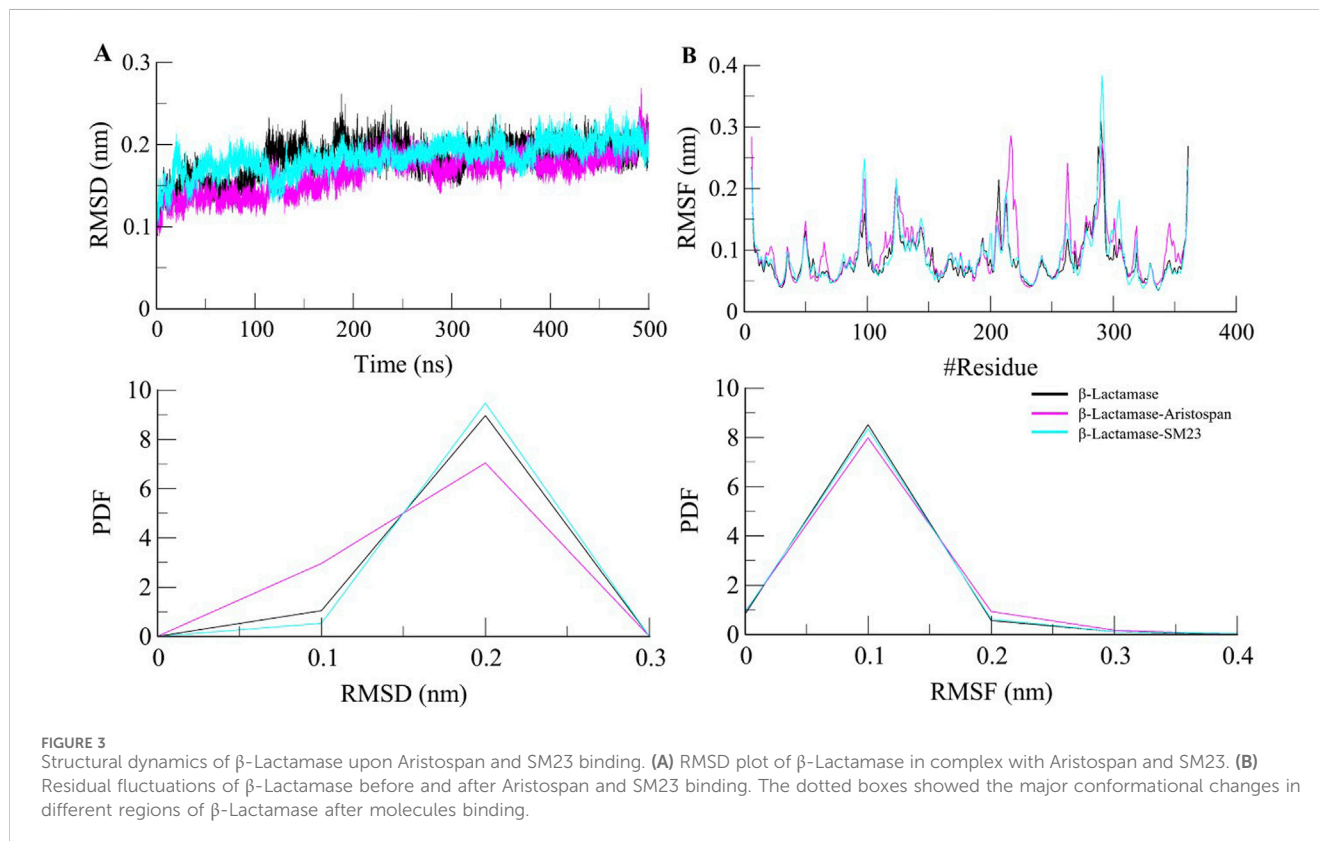 A
0.3
0.2
0.1
0
RMSD (nm)
0 100 200 300 400 500
Time (ns)
B
0.4
0.3
0.2
0.1
0
RMSF (nm)
0 100 200 300 400
#Residue
10
8
6
4
2
0
PDF
0 0.1 0.2 0.3
RMSD (nm)
10
8
6
4
2
0
PDF
β-Lactamase
β-Lactamase-Aristospan
β-Lactamase-SM23
0 0.1 0.2 0.3 0.4
RMSF (nm)
FIGURE 3
Structural dynamics of β-Lactamase upon Aristospan and SM23 binding. (A) RMSD plot of β-Lactamase in complex with Aristospan and SM23. (B)
Residual fluctuations of β-Lactamase before and after Aristospan and SM23 binding. The dotted boxes showed the major conformational changes in
different regions of β-Lactamase after molecules binding.